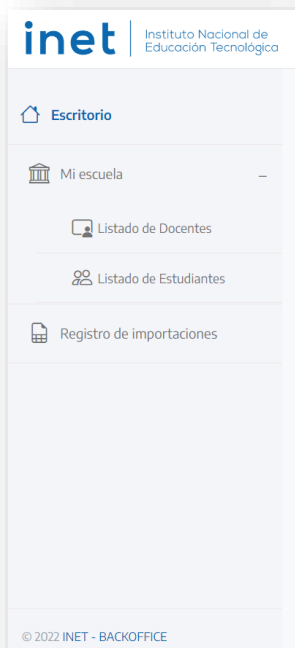 inet
Instituto Nacional de
Educación Tecnológica
Escritorio
Mi escuela –
Listado de Docentes
Listado de Estudiantes
Registro de importaciones
© 2022 INET - BACKOFFICE